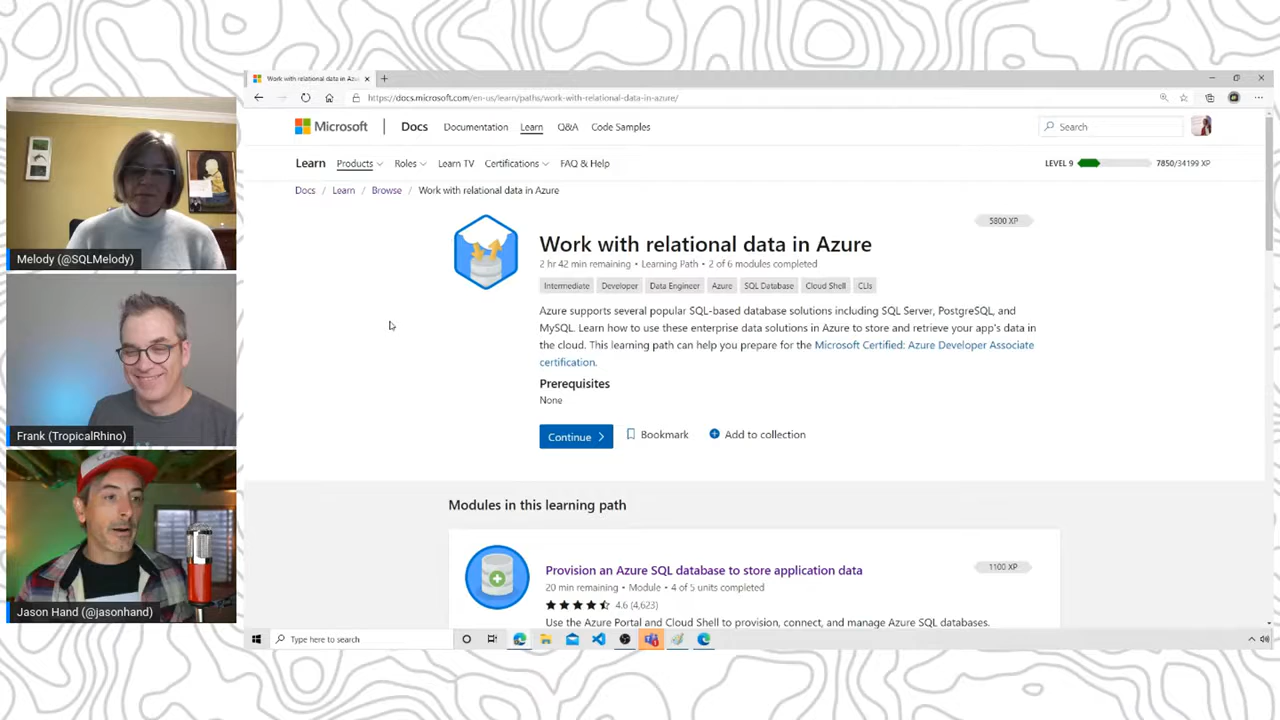 Work with relational data in Azu
https://docs.microsoft.com/en-us/learn/paths/work-with-relational-data-in-azure/
Microsoft Docs Documentation Learn Q&A Code Samples Search
Learn Products Roles Learn TV Certifications FAQ & Help LEVEL 9 7850/34199 XP
Docs / Learn / Browse / Work with relational data in Azure
5800 XP
Work with relational data in Azure
2 hr 42 min remaining • Learning Path • 2 of 6 modules completed
Intermediate Developer Data Engineer Azure SQL Database Cloud Shell CLIs
Azure supports several popular SQL-based database solutions including SQL Server, PostgreSQL, and
MySQL. Learn how to use these enterprise data solutions in Azure to store and retrieve your app's data in
the cloud. This learning path can help you prepare for the Microsoft Certified: Azure Developer Associate
certification.
Prerequisites
None
Continue Bookmark Add to collection
Modules in this learning path
Provision an Azure SQL database to store application data
1100 XP
20 min remaining • Module • 4 of 5 units completed
4.6 (4,623)
Use the Azure Portal and Cloud Shell to provision, connect, and manage Azure SQL databases.
Type here to search
Melody (@SQLMelody)
Frank (TropicalRhino)
Jason Hand (@jasonhand)